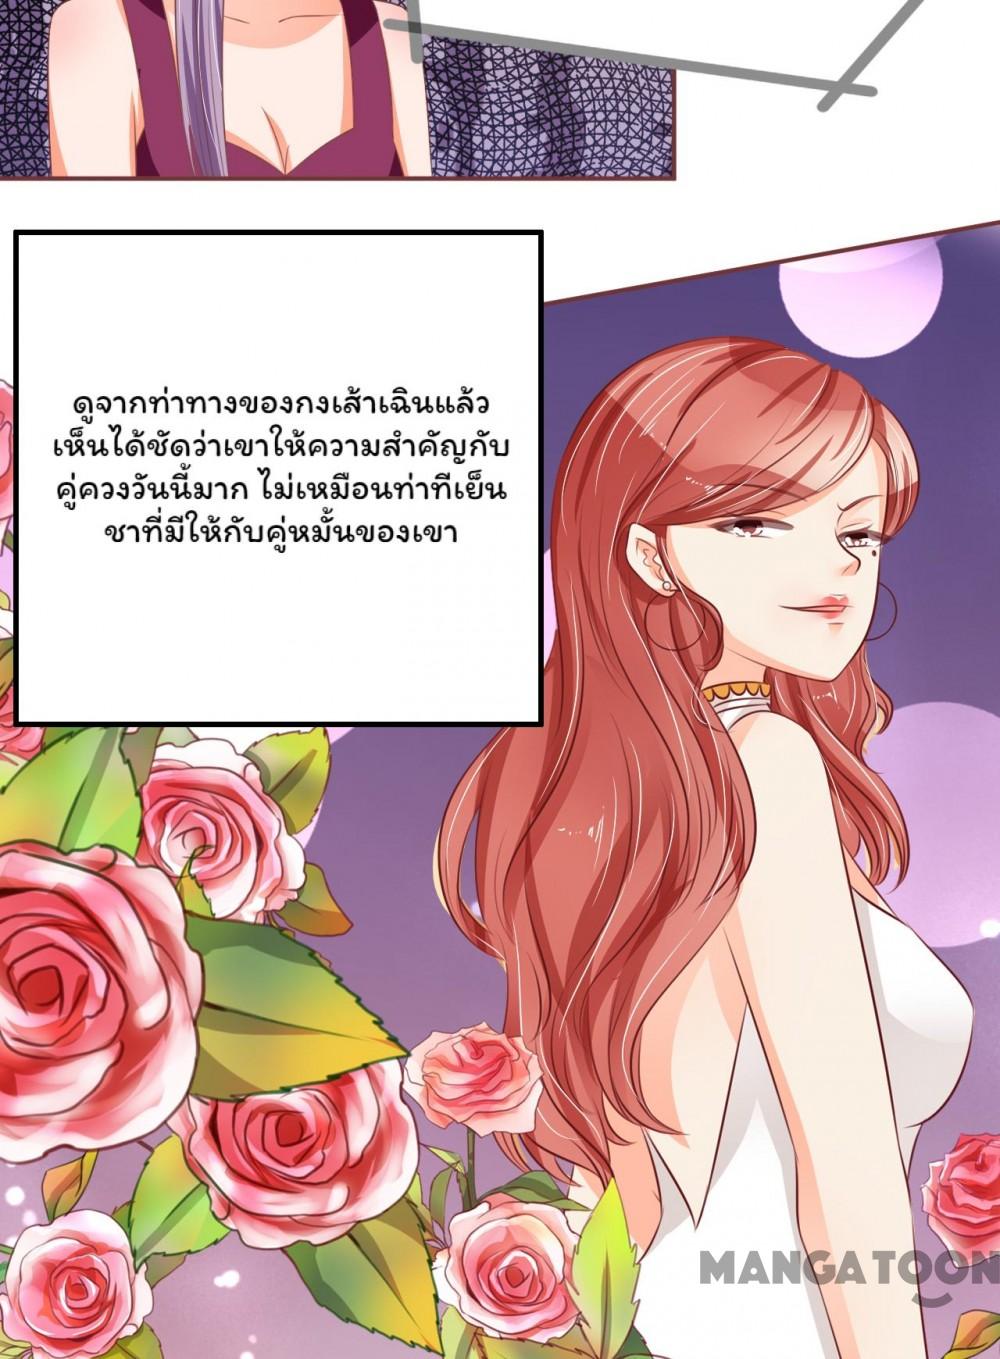 ดูจากท่าทางของกงเส้าเฉินแล้ว
เห็นได้ชัดว่าเขาให้ความสำคัญกับ
คู่ควงวันนี้มาก ไม่เหมือนท่าทีเย็น
ชาที่มีให้กับคู่หมั้นของเขา
MANGATOON